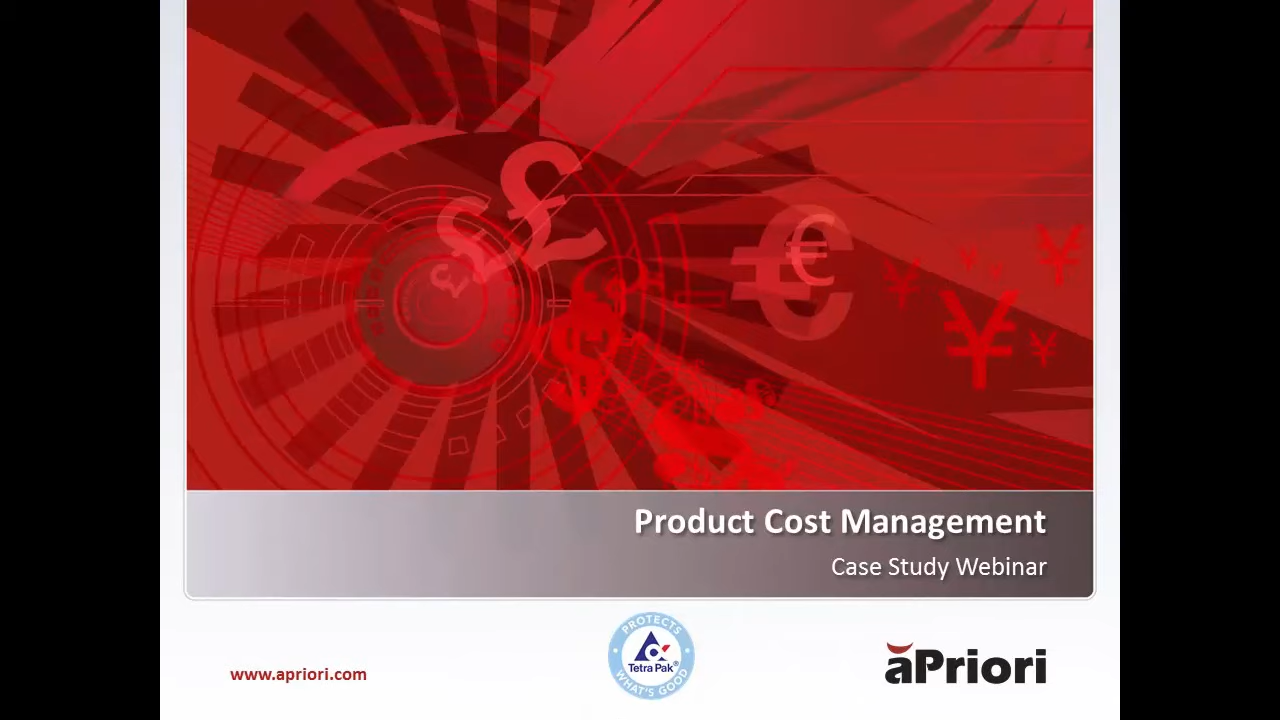 Product Cost Management
Case Study Webinar
www.apriori.com
PROTECTS
Tetra Pak®
WHAT'S GOOD
aPriori